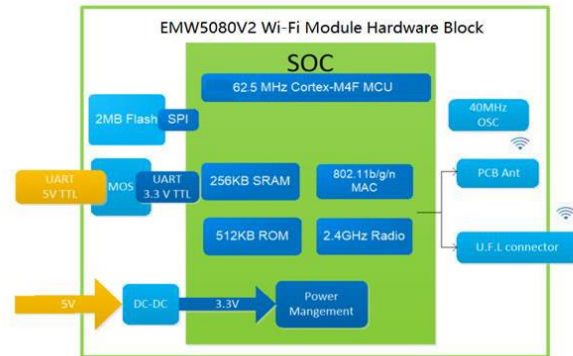 EMW5080V2 Wi-Fi Module Hardware Block
SOC
62.5 MHz Cortex-M4F MCU
2MB Flash
SPI
40MHz
OSC
UART
5V TTL
MOS
UART
3.3 V TTL
256KB SRAM
802.11b/g/n
MAC
PCB Ant
512KB ROM
2.4GHz Radio
U.F.L connector
5V
DC-DC
3.3V
Power
Mangement